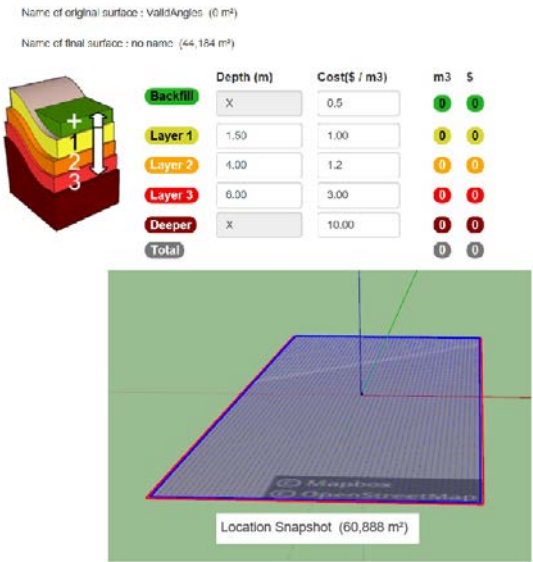 Name of original surface : ValidAngles (0 m²)
Name of final surface : no name (44,184 m²)
Depth (m) Cost($ / m3) m3 $
Backfill X 0.5 0 0
+
1
2
3
Layer 1 1.50 1.00 0 0
Layer 2 4.00 1.2 0 0
Layer 3 6.00 3.00 0 0
Deeper X 10.00 0 0
Total 0 0
© Mapbox
© OpenStreetMap
Location Snapshot (60,888 m²)